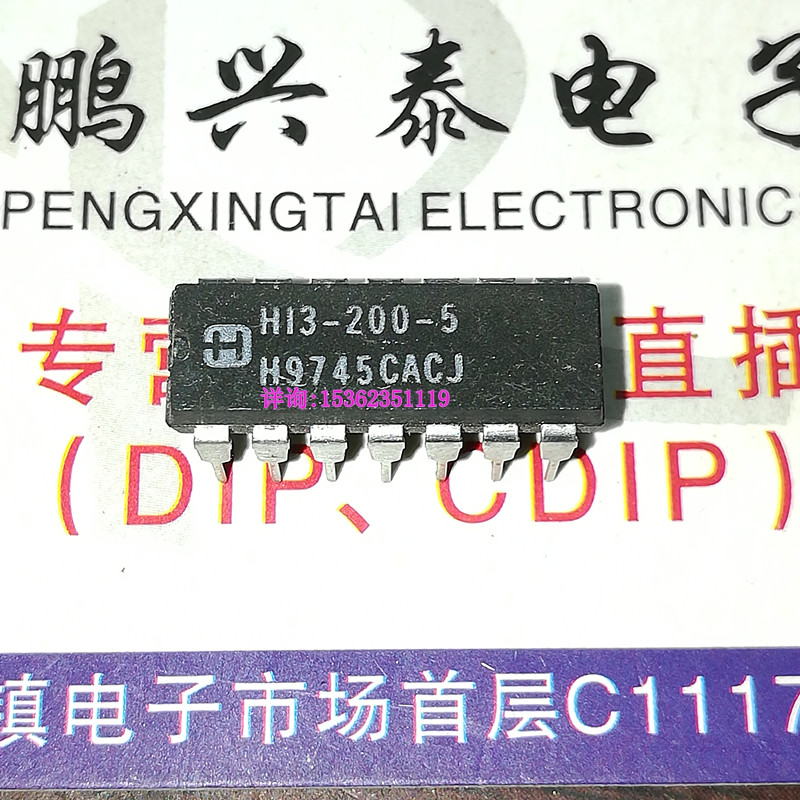 鹏兴泰电子
PENGXINGTAI ELECTRONIC
HI3-200-5
H
H9745CACJ
详询:15362351119
专 直插
(DIP、CDIP)
镇电子市场首层C1117